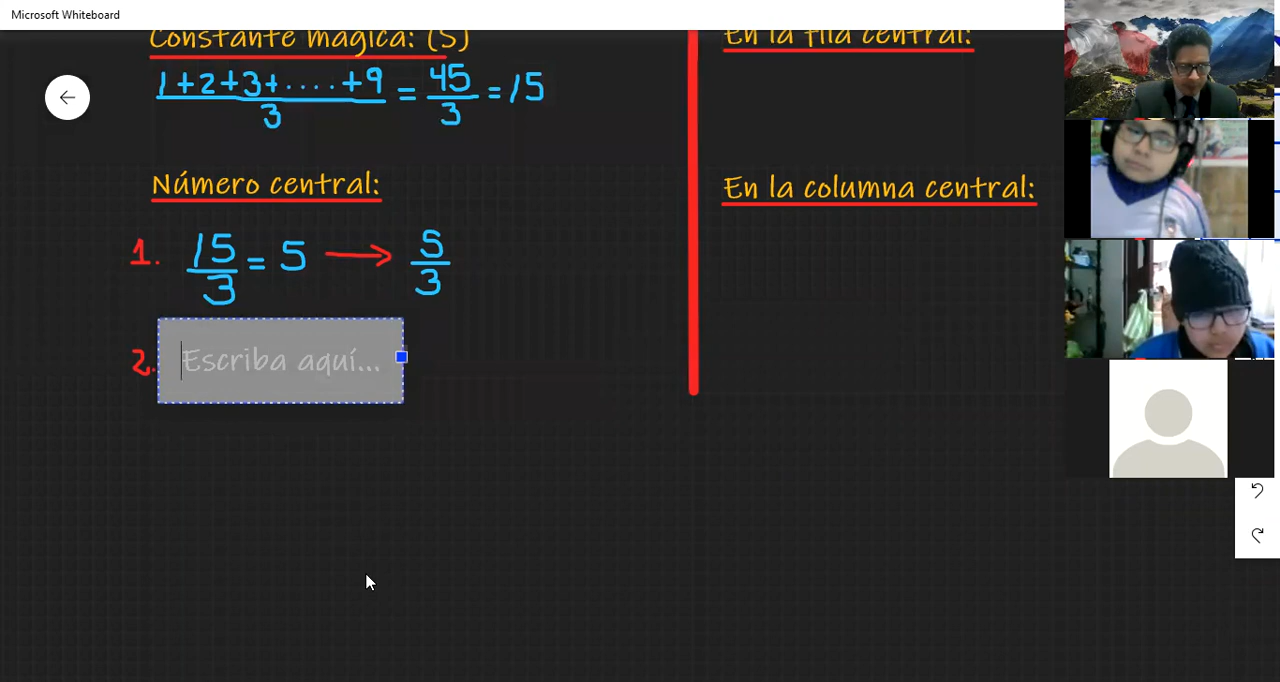 Microsoft Whiteboard
Constante mágica: (S)
1+2+3+.....+9 / 3 = 45/3 = 15
Número central:
1. 15/3 = 5 → S/3
2. Escriba aquí...
En la fila central:
En la columna central: